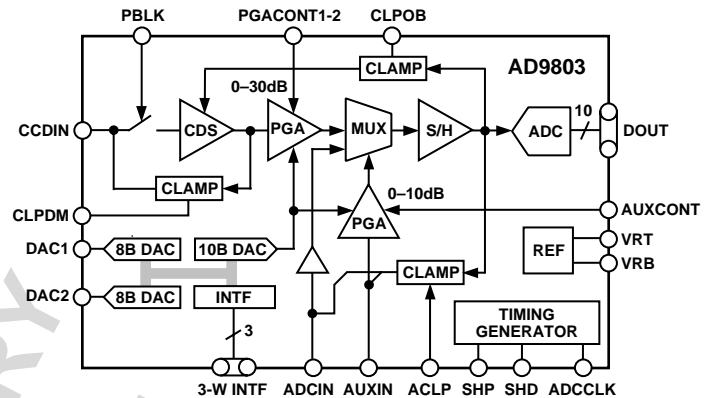 PBLK PGACONT1-2 CLPOB
CLAMP AD9803
0–30dB
CCDIN CDS PGA MUX S/H ADC 10 DOUT
CLAMP 0–10dB
CLPDM PGA AUXCONT
DAC1 8B DAC 10B DAC REF VRT
CLAMP VRB
DAC2 8B DAC INTF TIMING
GENERATOR
3
3-W INTF ADCIN AUXIN ACLP SHP SHD ADCCLK
RY